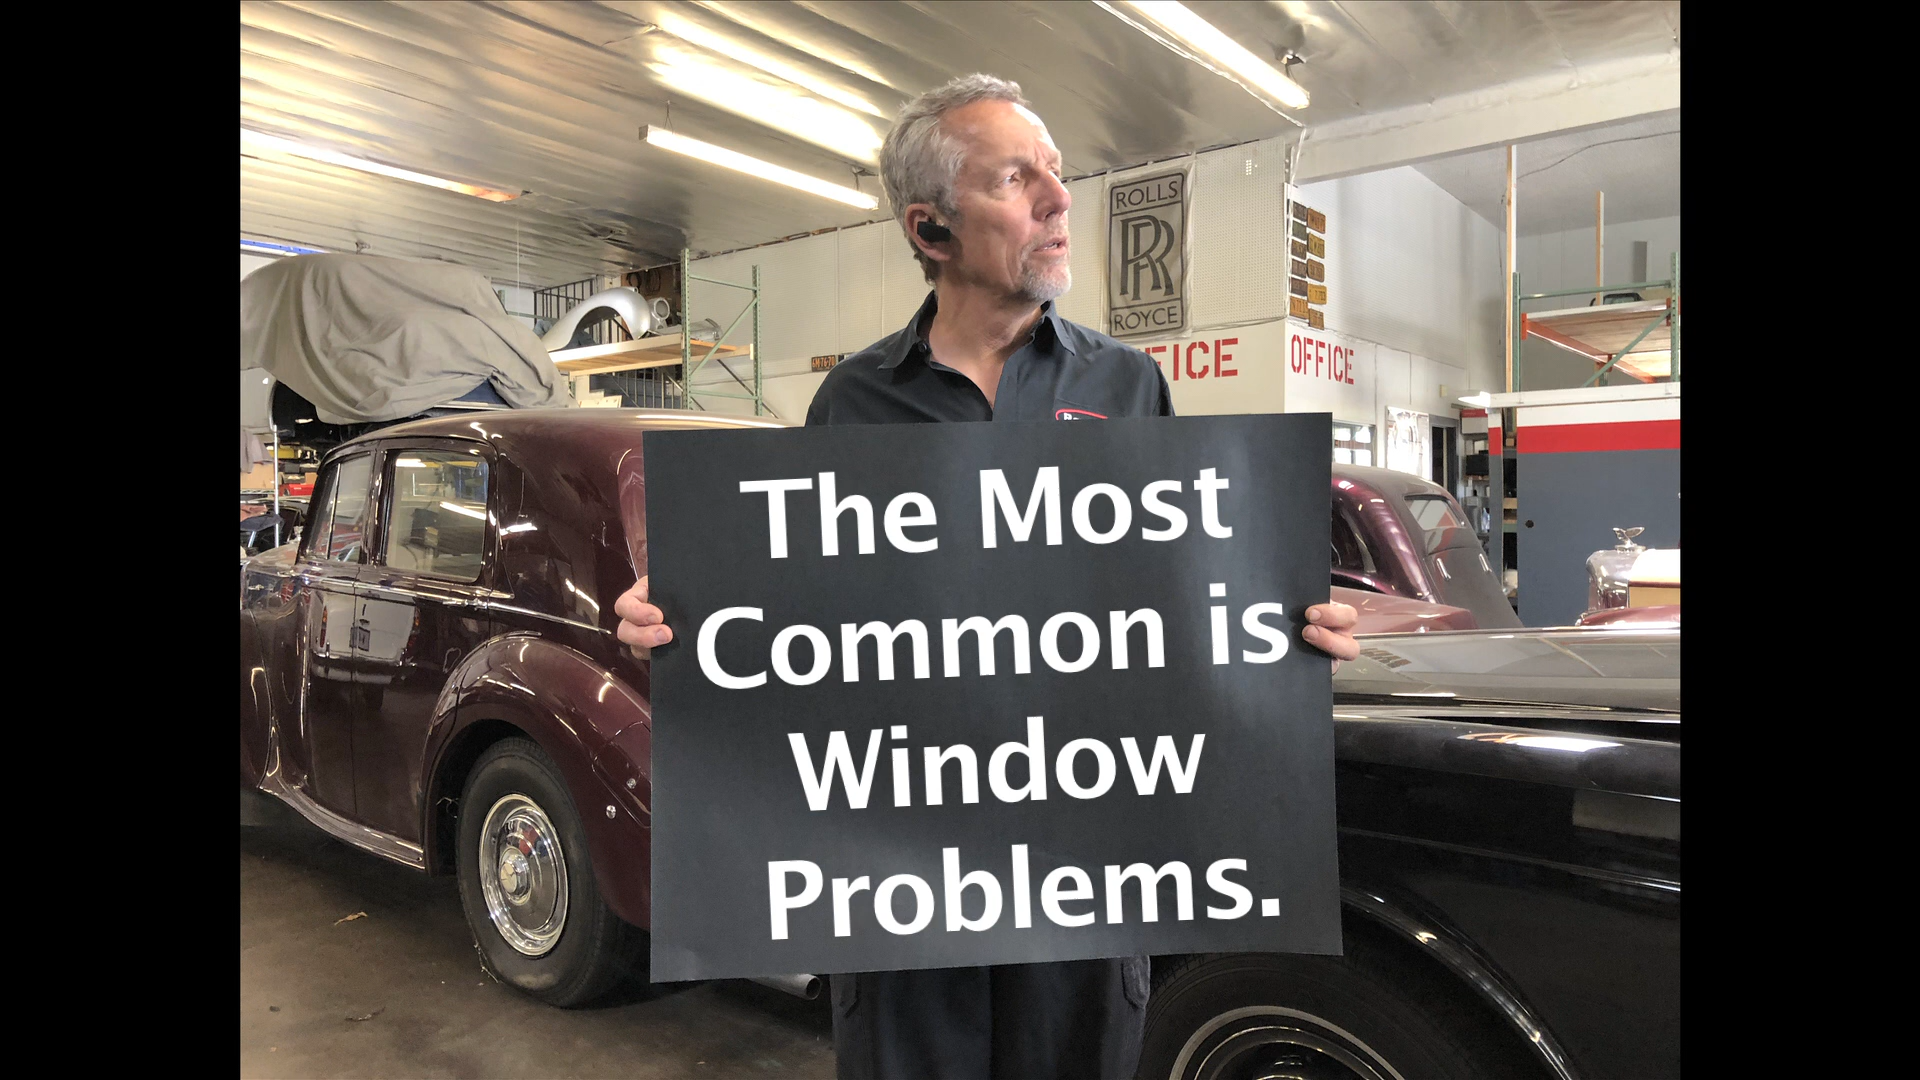 ROLLS
RR
ROYCE
FICE
OFFICE
The Most
Common is
Window
Problems.